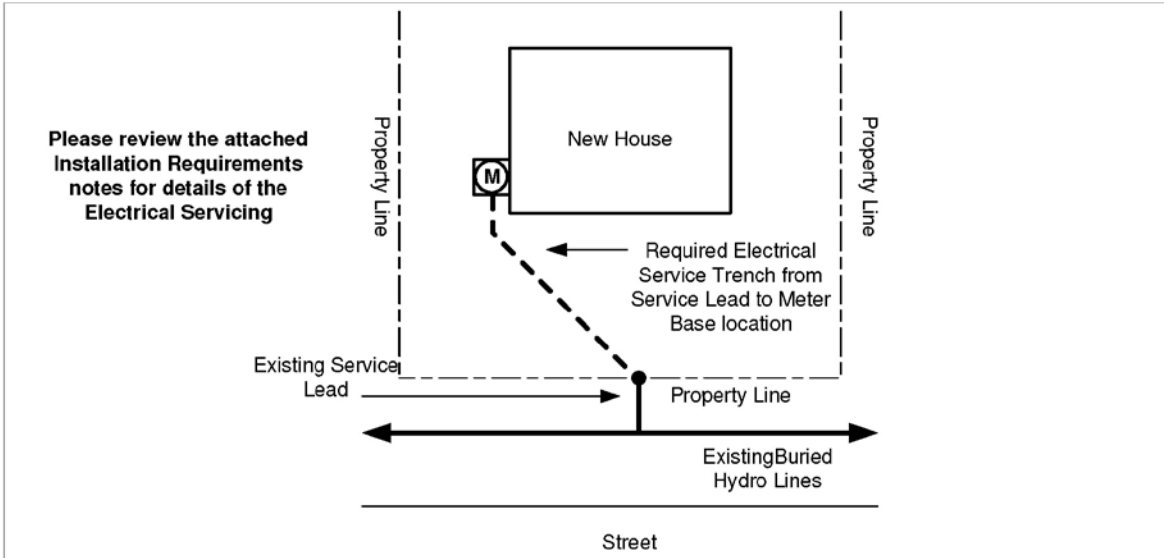 Please review the attached
Installation Requirements
notes for details of the
Electrical Servicing
Property Line
New House
M
Property Line
Required Electrical
Service Trench from
Service Lead to Meter
Base location
Existing Service
Lead
Property Line
ExistingBuried
Hydro Lines
Street